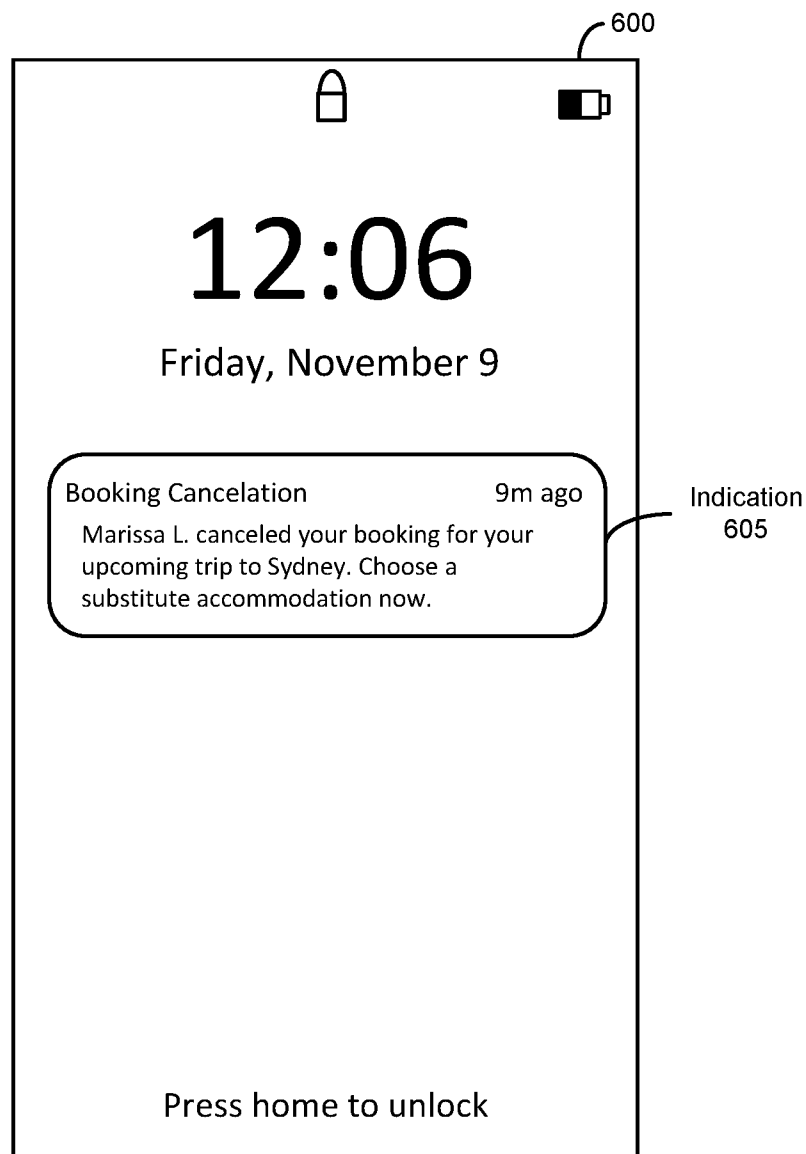 600
12:06
Friday, November 9
Booking Cancelation 9m ago
Marissa L. canceled your booking for your
upcoming trip to Sydney. Choose a
substitute accommodation now.
Indication
605
Press home to unlock